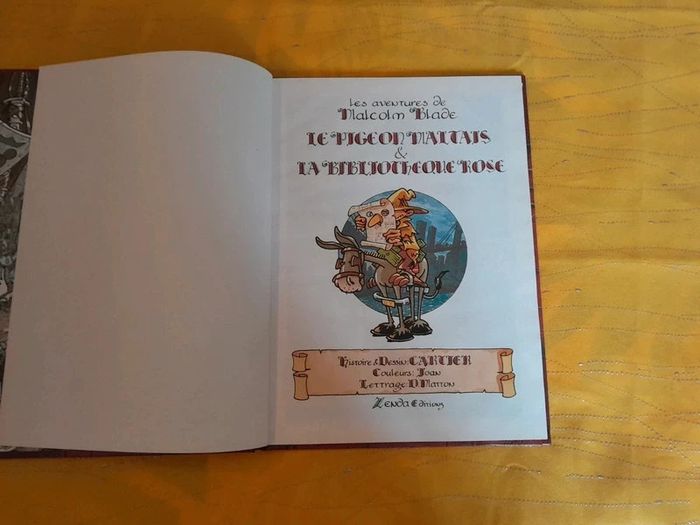 Les aventures de
Malcolm Blade
LE PIGEON MALTAIS
&
LA BIBLIOTHEQUE ROSE
Histoire & Dessin: CARTIER
Couleurs: Joan
Lettrage: D. Matton
Zenda Editions